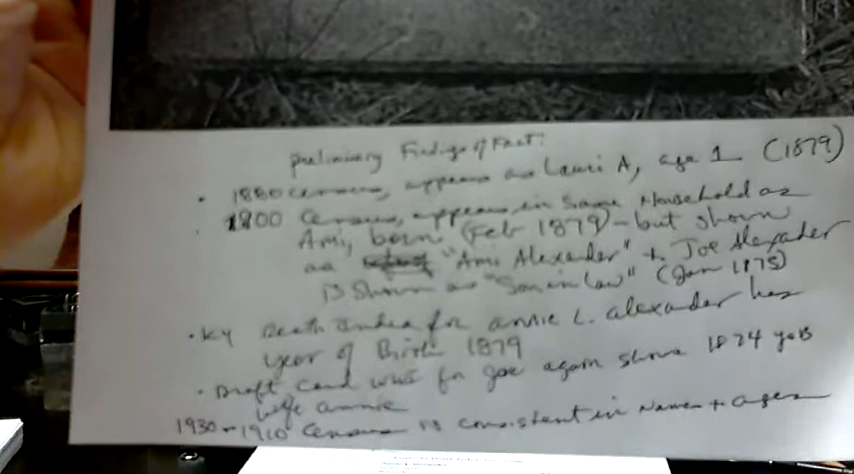 Preliminary Findings of Fact:
• 1880 census, appears as Lauri A, age 1 (1879)
• 1900 Census, appears in same Household as
Ami, born (Feb 1879) - but shown
as "Ami Alexander" + Joe Alexander
is shown as "Son in law" (Jan 1875)
• KY Death Index for annie L. alexander has
year of Birth 1879
• Draft Card WWI for Joe again shows 1874 yob
wife annie
1930 - 1910 Census is consistent in Names + ages